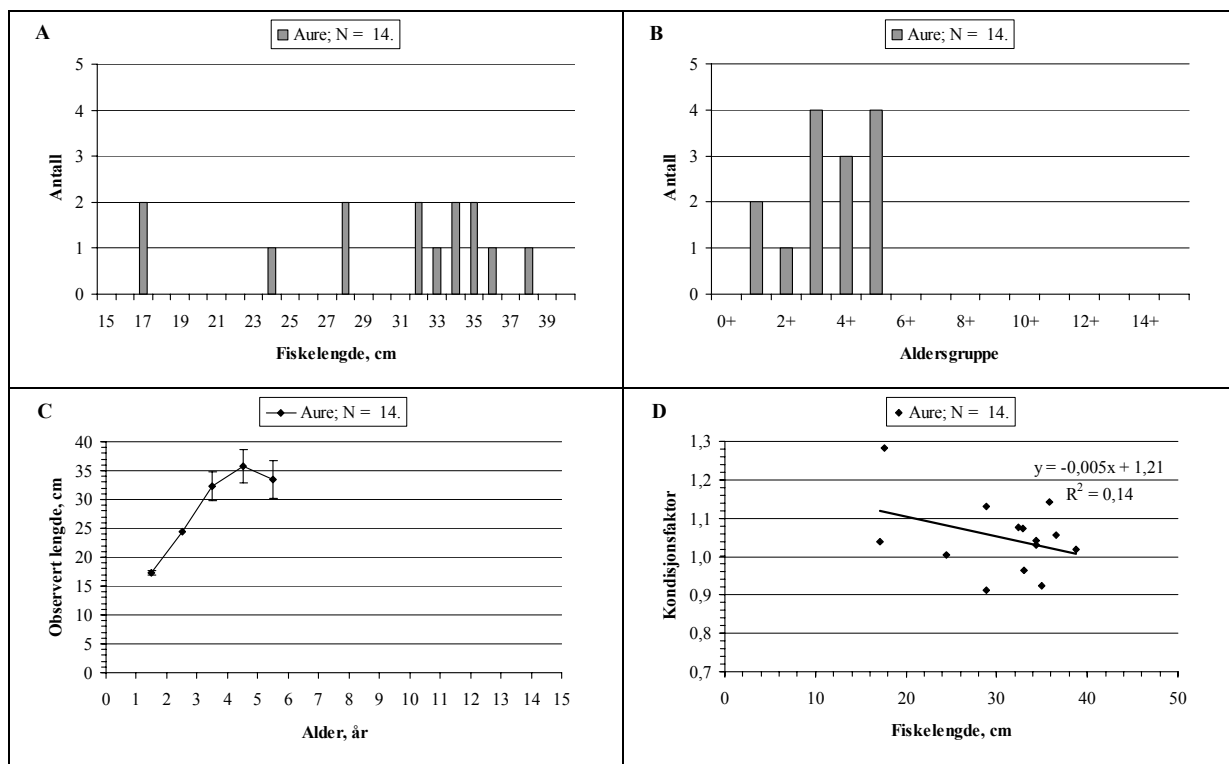 A
Aure; N = 14.
Antall
5
4
3
2
1
0
15 17 19 21 23 25 27 29 31 33 35 37 39
Fiskelengde, cm
B
Aure; N = 14.
Antall
5
4
3
2
1
0
0+ 2+ 4+ 6+ 8+ 10+ 12+ 14+
Aldersgruppe
C
Aure; N = 14.
Observert lengde, cm
40
35
30
25
20
15
10
5
0
0 1 2 3 4 5 6 7 8 9 10 11 12 13 14 15
Alder, år
D
Aure; N = 14.
Kondisjonsfaktor
1,3
1,2
1,1
1,0
0,9
0,8
0,7
y = -0,005x + 1,21
R² = 0,14
0 10 20 30 40 50
Fiskelengde, cm